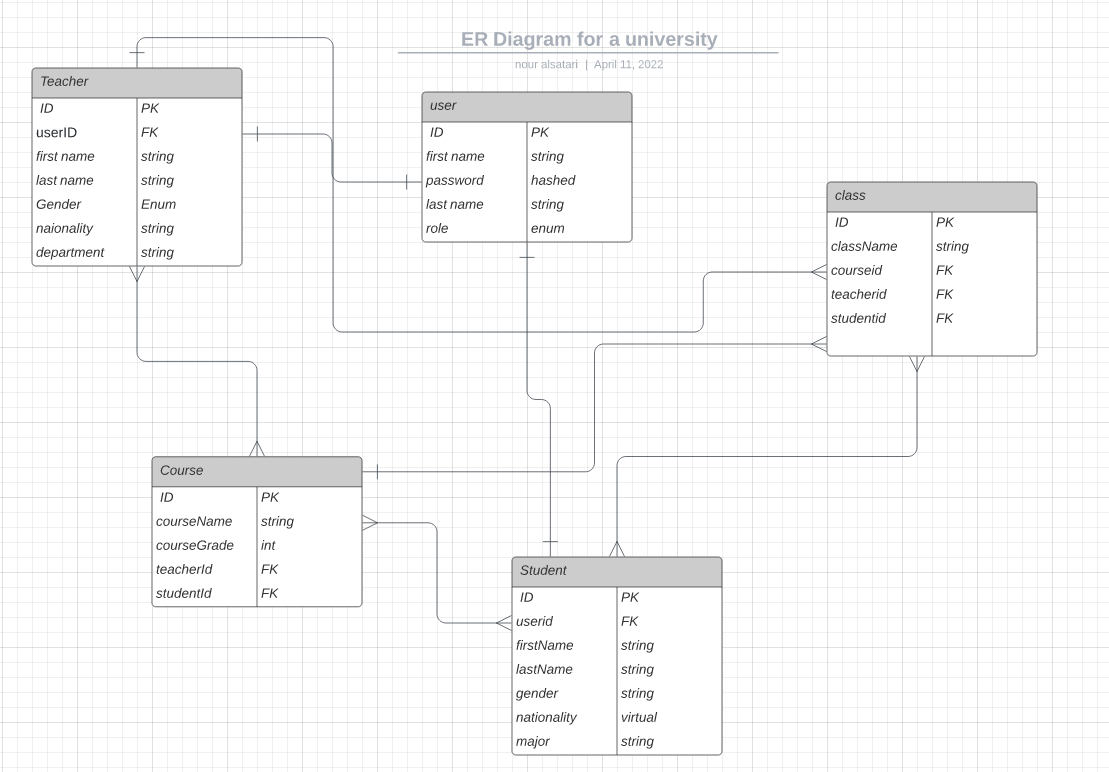 ER Diagram for a university
nour alsatari | April 11, 2022
Teacher
ID PK
userID FK
first name string
last name string
Gender Enum
naionality string
department string
user
ID PK
first name string
password hashed
last name string
role enum
class
ID PK
className string
courseid FK
teacherid FK
studentid FK
Course
ID PK
courseName string
courseGrade int
teacherId FK
studentId FK
Student
ID PK
userid FK
firstName string
lastName string
gender string
nationality virtual
major string